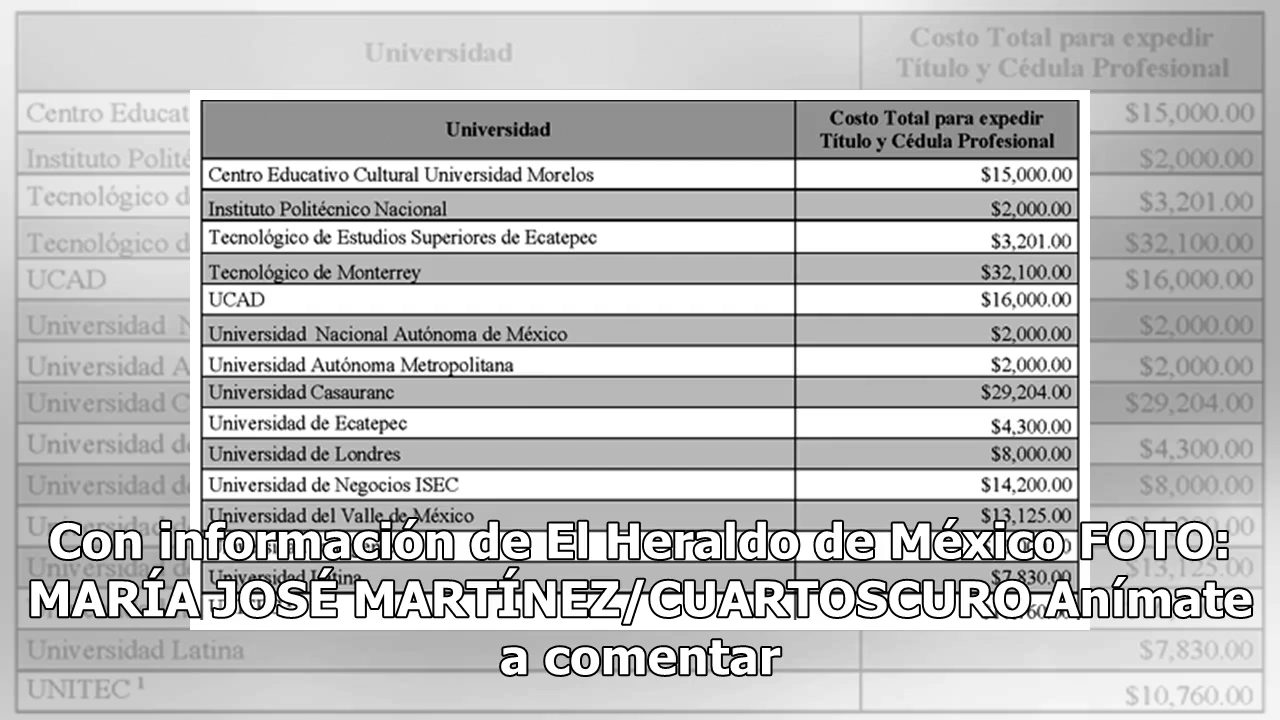 Universidad Costo Total para expedir
Título y Cédula Profesional
Centro Educativo Cultural Universidad Morelos $15,000.00
Instituto Politécnico Nacional $2,000.00
Tecnológico de Estudios Superiores de Ecatepec $3,201.00
Tecnológico de Monterrey $32,100.00
UCAD $16,000.00
Universidad Nacional Autónoma de México $2,000.00
Universidad Autónoma Metropolitana $2,000.00
Universidad Casauranc $29,204.00
Universidad de Ecatepec $4,300.00
Universidad de Londres $8,000.00
Universidad de Negocios ISEC $14,200.00
Universidad del Valle de México $13,125.00
Universidad Latina $7,830.00
UNITEC ¹ $10,760.00
Con información de El Heraldo de México FOTO:
MARÍA JOSÉ MARTÍNEZ/CUARTOSCURO Anímate
a comentar